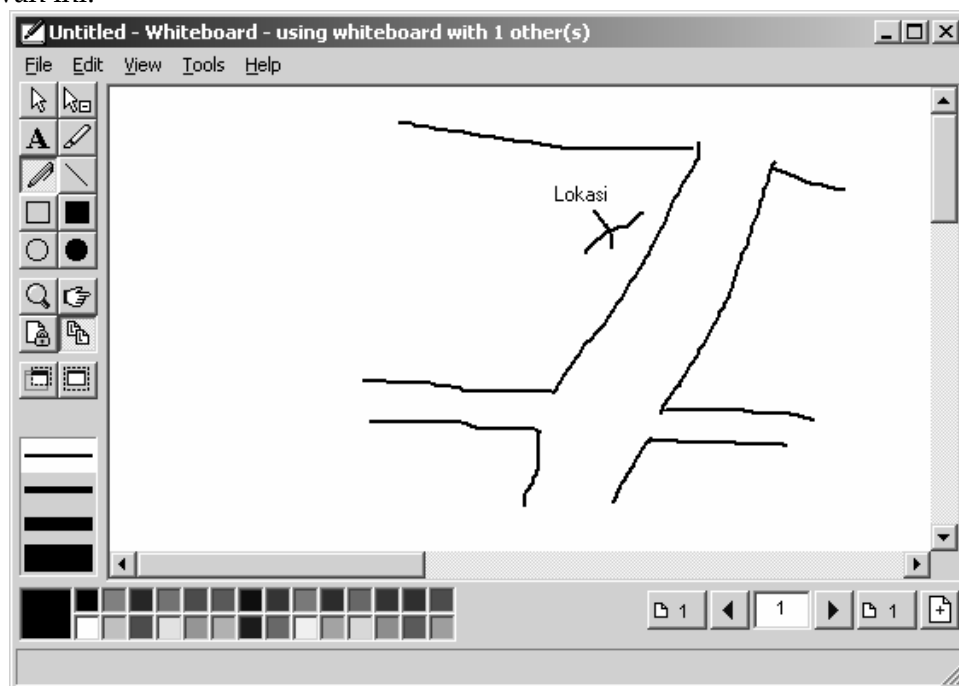 Untitled - Whiteboard - using whiteboard with 1 other(s)
File Edit View Tools Help
A
Lokasi
1 1 1